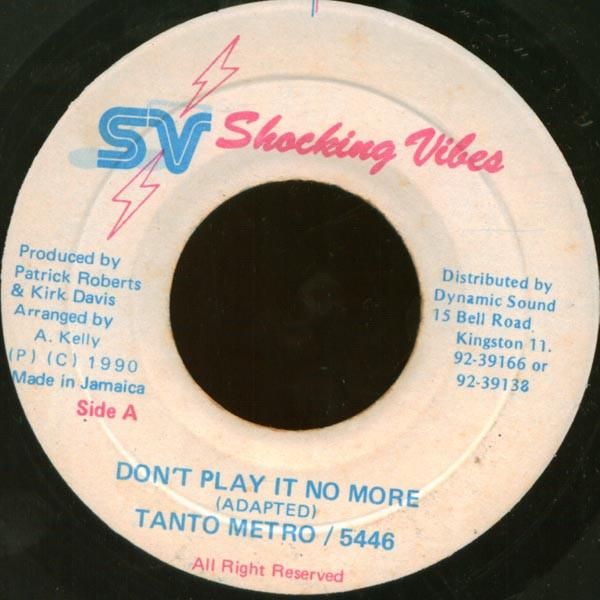 SV Shocking Vibes
Produced by
Patrick Roberts
& Kirk Davis
Arranged by
A. Kelly
(P) (C) 1990
Made in Jamaica
Side A
Distributed by
Dynamic Sound
15 Bell Road
Kingston 11.
92-39166 or
92-39138
DON'T PLAY IT NO MORE
(ADAPTED)
TANTO METRO / 5446
All Right Reserved